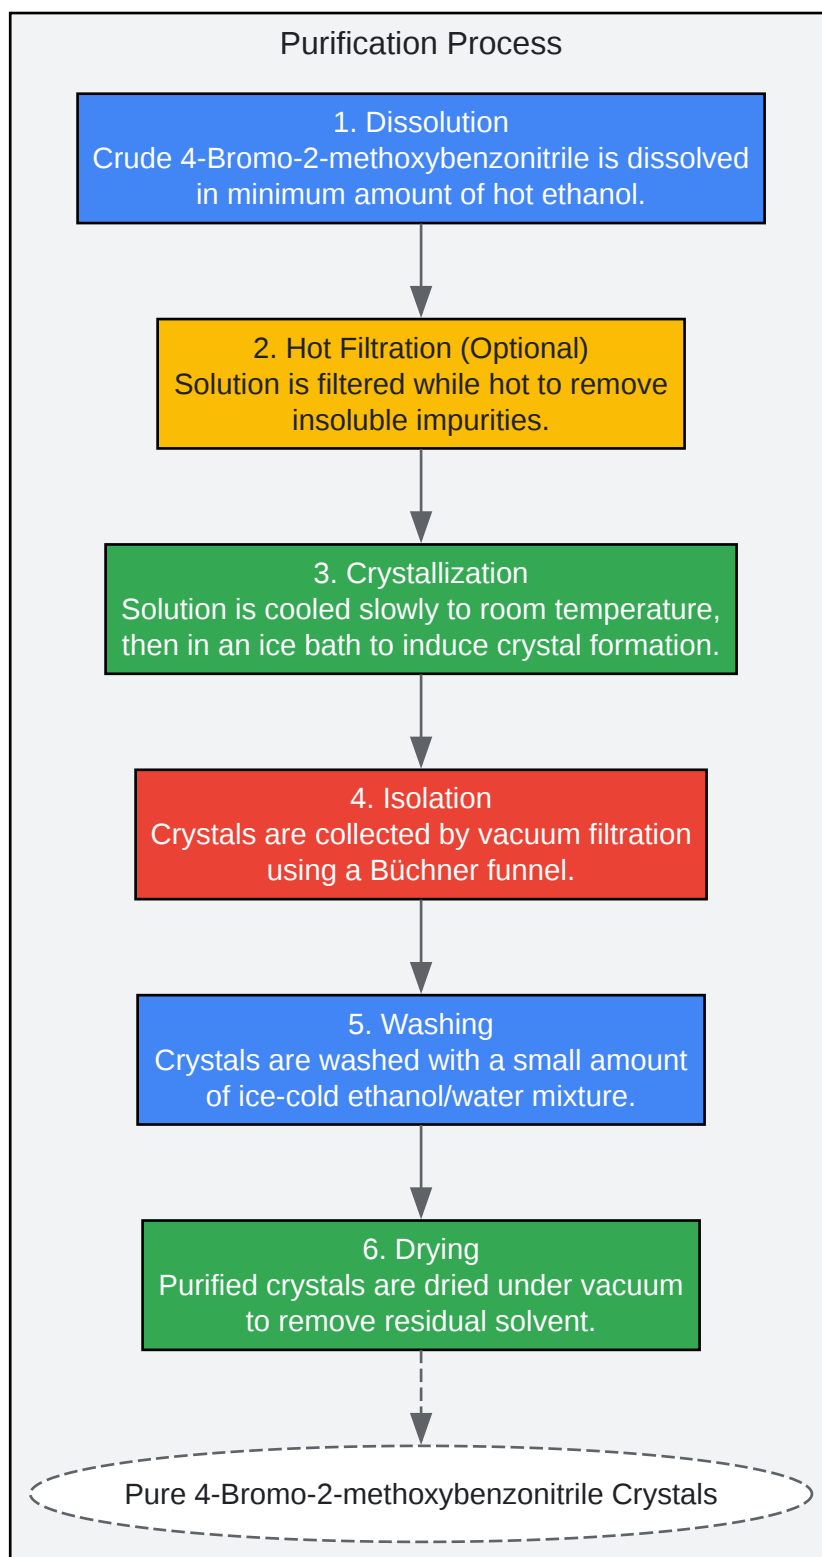 Purification Process
1. Dissolution
Crude 4-Bromo-2-methoxybenzonitrile is dissolved
in minimum amount of hot ethanol.
2. Hot Filtration (Optional)
Solution is filtered while hot to remove
insoluble impurities.
3. Crystallization
Solution is cooled slowly to room temperature,
then in an ice bath to induce crystal formation.
4. Isolation
Crystals are collected by vacuum filtration
using a Büchner funnel.
5. Washing
Crystals are washed with a small amount
of ice-cold ethanol/water mixture.
6. Drying
Purified crystals are dried under vacuum
to remove residual solvent.
Pure 4-Bromo-2-methoxybenzonitrile Crystals